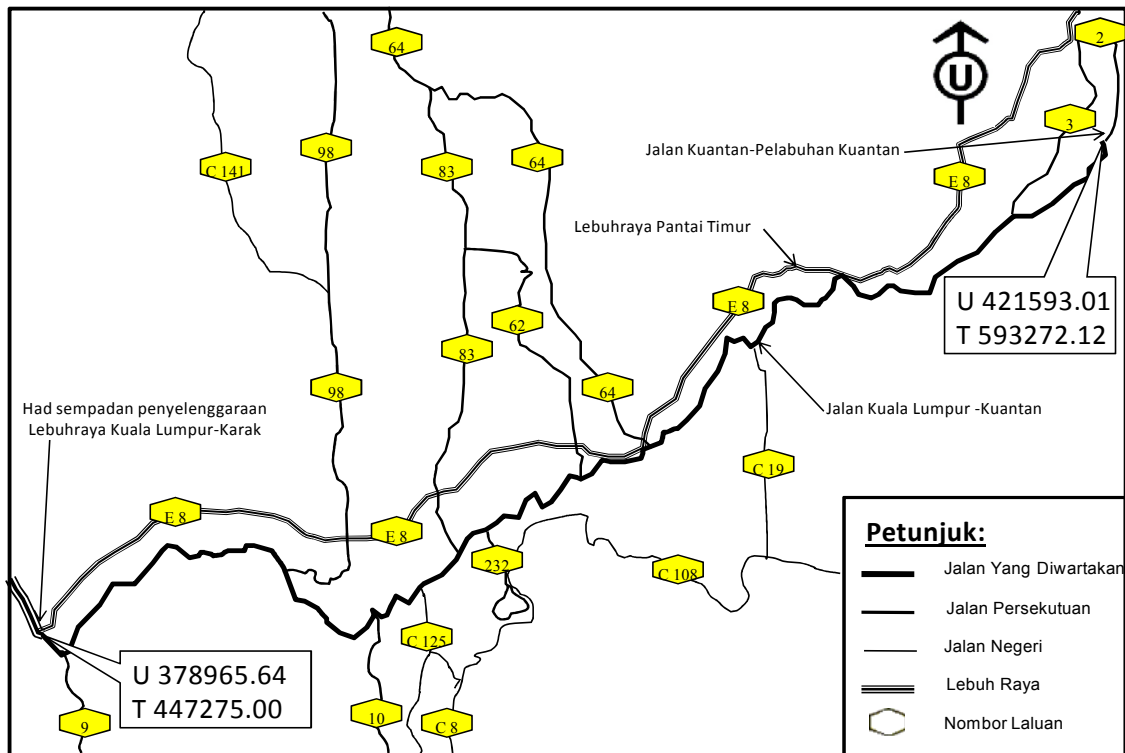 64
2
U
3
98
Jalan Kuantan-Pelabuhan Kuantan
64
C 141
83
E 8
Lebuhraya Pantai Timur
U 421593.01
T 593272.12
E 8
62
83
98
64
Had sempadan penyelenggaraan
Lebuhraya Kuala Lumpur-Karak
Jalan Kuala Lumpur -Kuantan
C 19
E 8
E 8
232
C 108
C 125
U 378965.64
T 447275.00
9
10
C 8
Petunjuk:
Jalan Yang Diwartakan
Jalan Persekutuan
Jalan Negeri
Lebuh Raya
Nombor Laluan